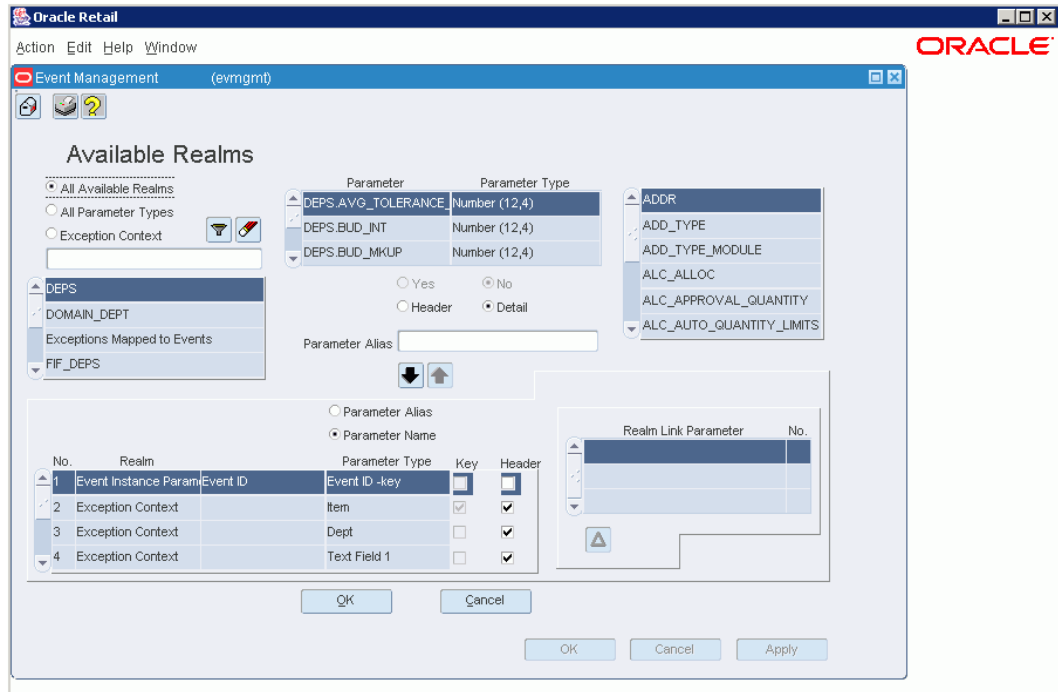 Oracle Retail
Action Edit Help Window
ORACLE
Event Management (evmgmt)
Available Realms
All Available Realms
All Parameter Types
Exception Context
DEPS
DOMAIN_DEPT
Exceptions Mapped to Events
FIF_DEPS
Parameter Parameter Type
DEPS.AVG_TOLERANCE_ Number (12,4)
DEPS.BUD_INT Number (12,4)
DEPS.BUD_MKUP Number (12,4)
Yes No
Header Detail
Parameter Alias
ADDR
ADD_TYPE
ADD_TYPE_MODULE
ALC_ALLOC
ALC_APPROVAL_QUANTITY
ALC_AUTO_QUANTITY_LIMITS
Parameter Alias
Parameter Name
No. Realm Parameter Type Key Header
1 Event Instance Param Event ID Event ID -key
2 Exception Context Item
3 Exception Context Dept
4 Exception Context Text Field 1
Realm Link Parameter No.
OK Cancel
OK Cancel Apply